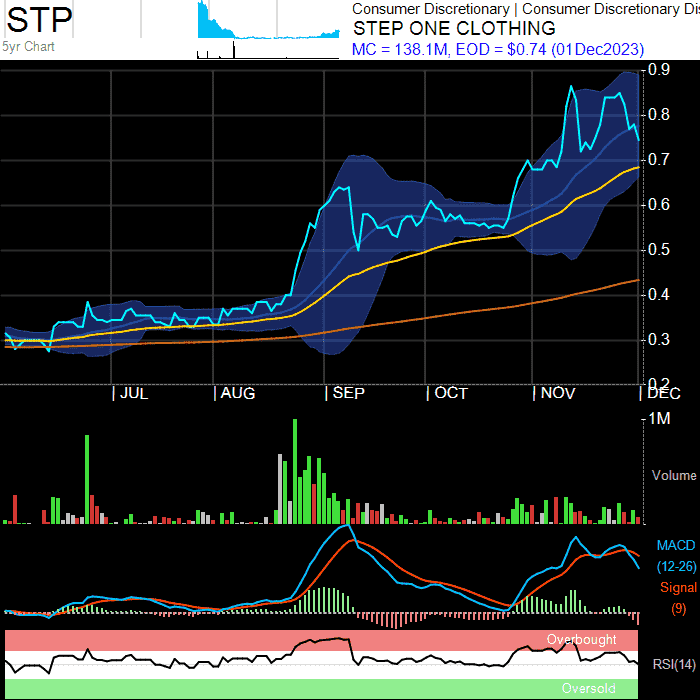 STP
5yr Chart
Consumer Discretionary | Consumer Discretionary Dis
STEP ONE CLOTHING
MC = 138.1M, EOD = $0.74 (01Dec2023)
0.9
0.8
0.7
0.6
0.5
0.4
0.3
0.2
JUL AUG SEP OCT NOV DEC
1M
Volume
MACD
(12-26)
Signal
(9)
Overbought
RSI(14)
Oversold